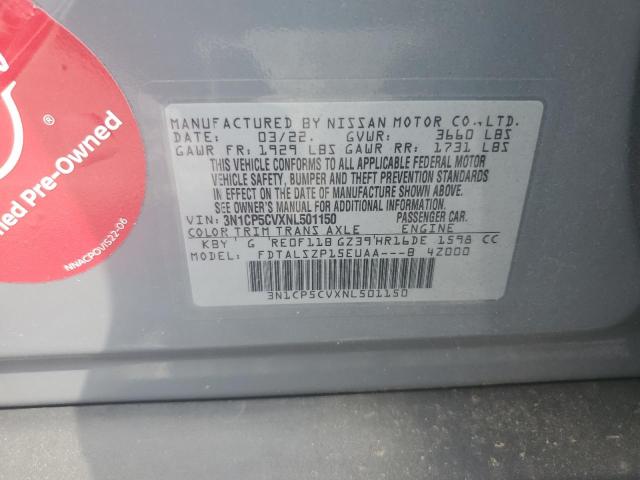 MANUFACTURED BY NISSAN MOTOR CO.,LTD.
DATE: 03/22. GVWR: 3660 LBS
GAWR FR: 1929 LBS GAWR RR: 1731 LBS
THIS VEHICLE CONFORMS TO ALL APPLICABLE FEDERAL MOTOR
VEHICLE SAFETY, BUMPER AND THEFT PREVENTION STANDARDS
IN EFFECT ON THE DATE OF MANUFACTURE SHOWN ABOVE.
SEE OWNER'S MANUAL FOR ADDITIONAL INFORMATION
VIN: 3N1CP5CVXNL501150 PASSENGER CAR.
COLOR TRIM TRANS AXLE ENGINE
KBY G RE0F11B GZ39 HR16DE 1598 CC
MODEL: FDTALSZP15EUAA---B 4Z000
3N1CP5CVXNL501150
®
Pre-Owned
NNACPOVIS22-06